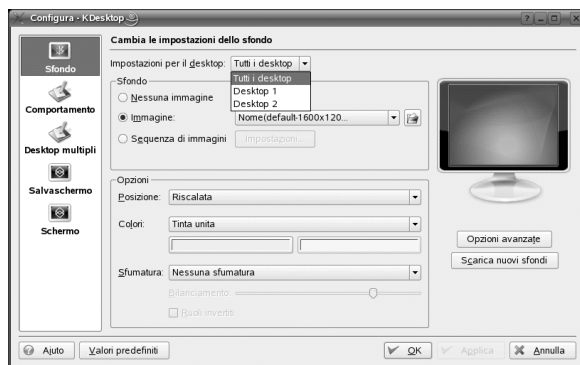 Configura - KDesktop
Sfondo
Comportamento
Desktop multipli
Salvaschermo
Schermo
Cambia le impostazioni dello sfondo
Impostazioni per il desktop: Tutti i desktop
Tutti i desktop
Desktop 1
Desktop 2
Sfondo
Nessuna immagine
Immagine: Nome(default-1600x120...
Sequenza di immagini Impostazioni...
Opzioni
Posizione: Riscalata
Colori: Tinta unita
Sfumatura: Nessuna sfumatura
Bilanciamento:
Ruoli invertiti
Opzioni avanzate
Scarica nuovi sfondi
Aiuto Valori predefiniti OK Applica Annulla